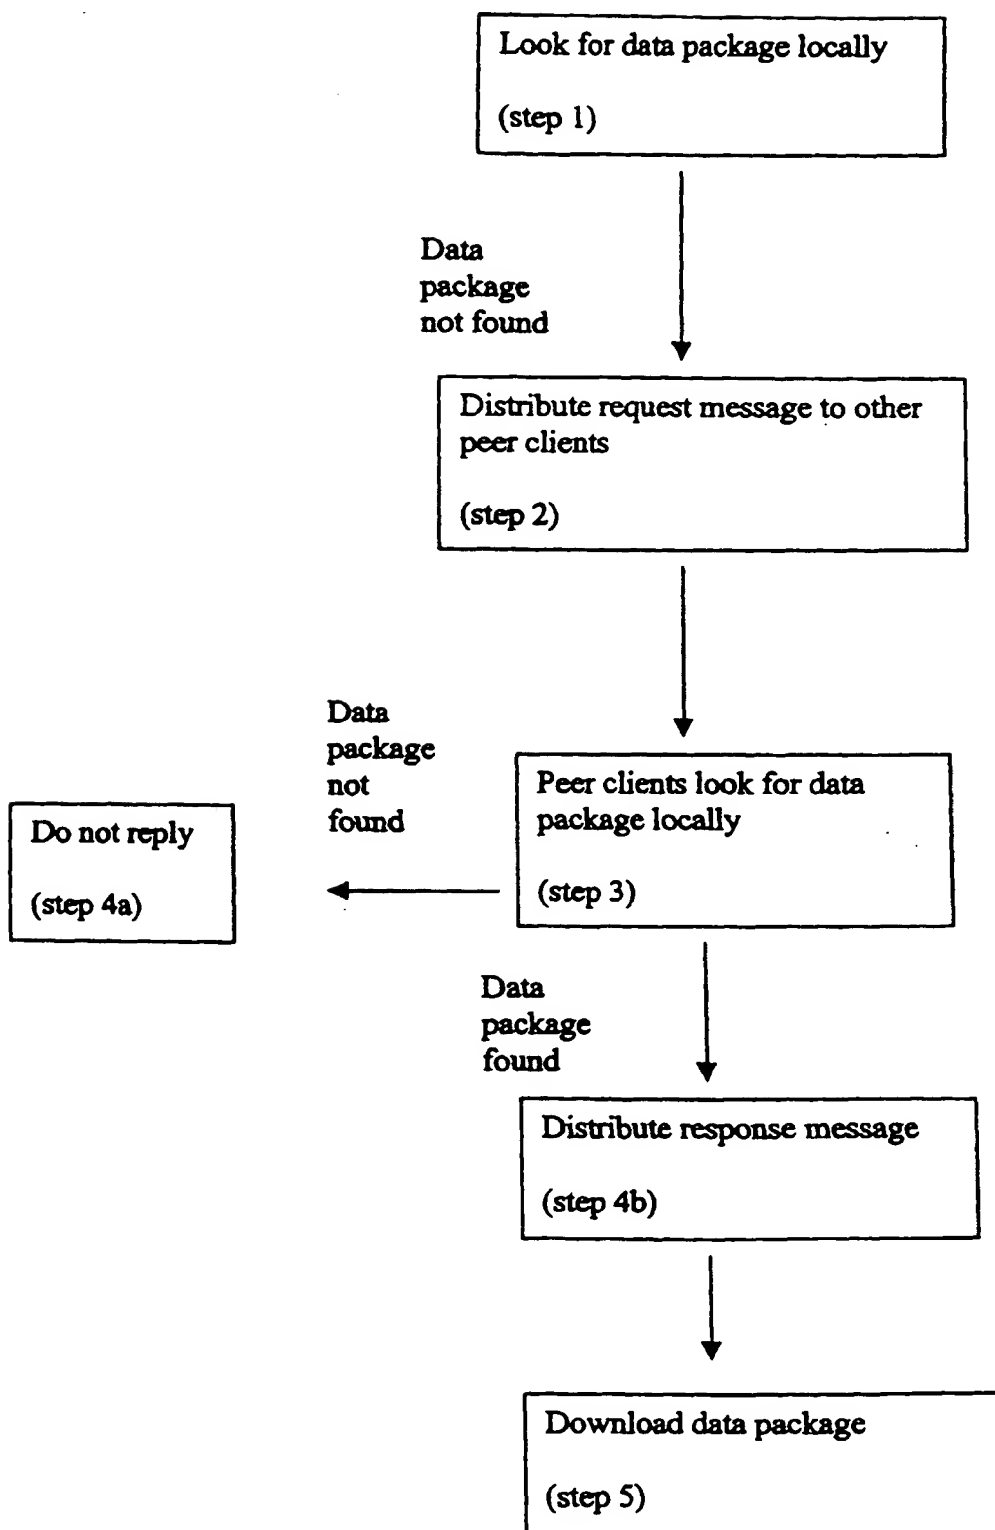 Look for data package locally
(step 1)
Data
package
not found
Distribute request message to other
peer clients
(step 2)
Data
package
not
found
Peer clients look for data
package locally
(step 3)
Do not reply
(step 4a)
Data
package
found
Distribute response message
(step 4b)
Download data package
(step 5)